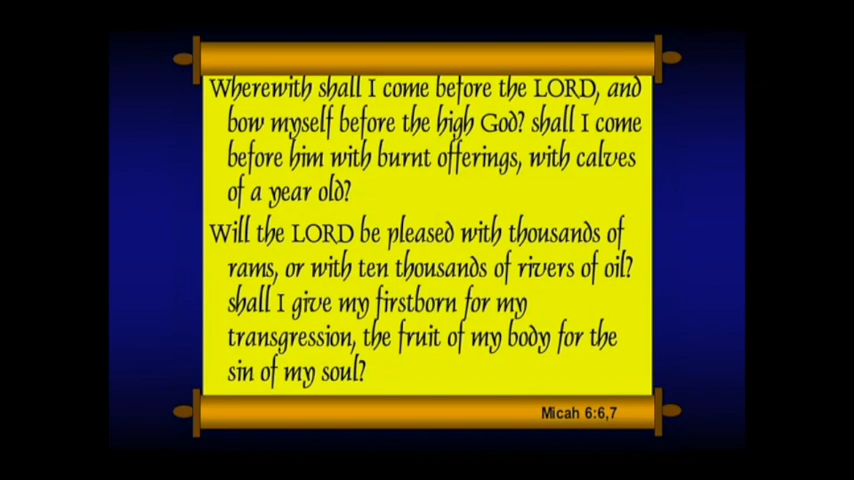 Wherewith shall I come before the LORD, and
bow myself before the high God? shall I come
before him with burnt offerings, with calves
of a year old?
Will the LORD be pleased with thousands of
rams, or with ten thousands of rivers of oil?
shall I give my firstborn for my
transgression, the fruit of my body for the
sin of my soul?
Micah 6:6,7